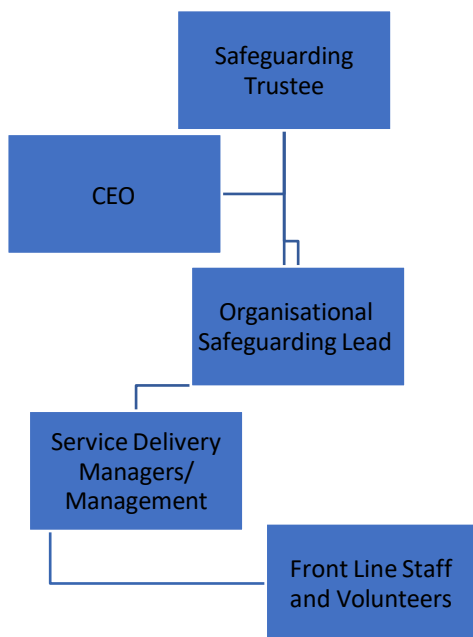 Safeguarding
Trustee
CEO
Organisational
Safeguarding Lead
Service Delivery
Managers/
Management
Front Line Staff
and Volunteers